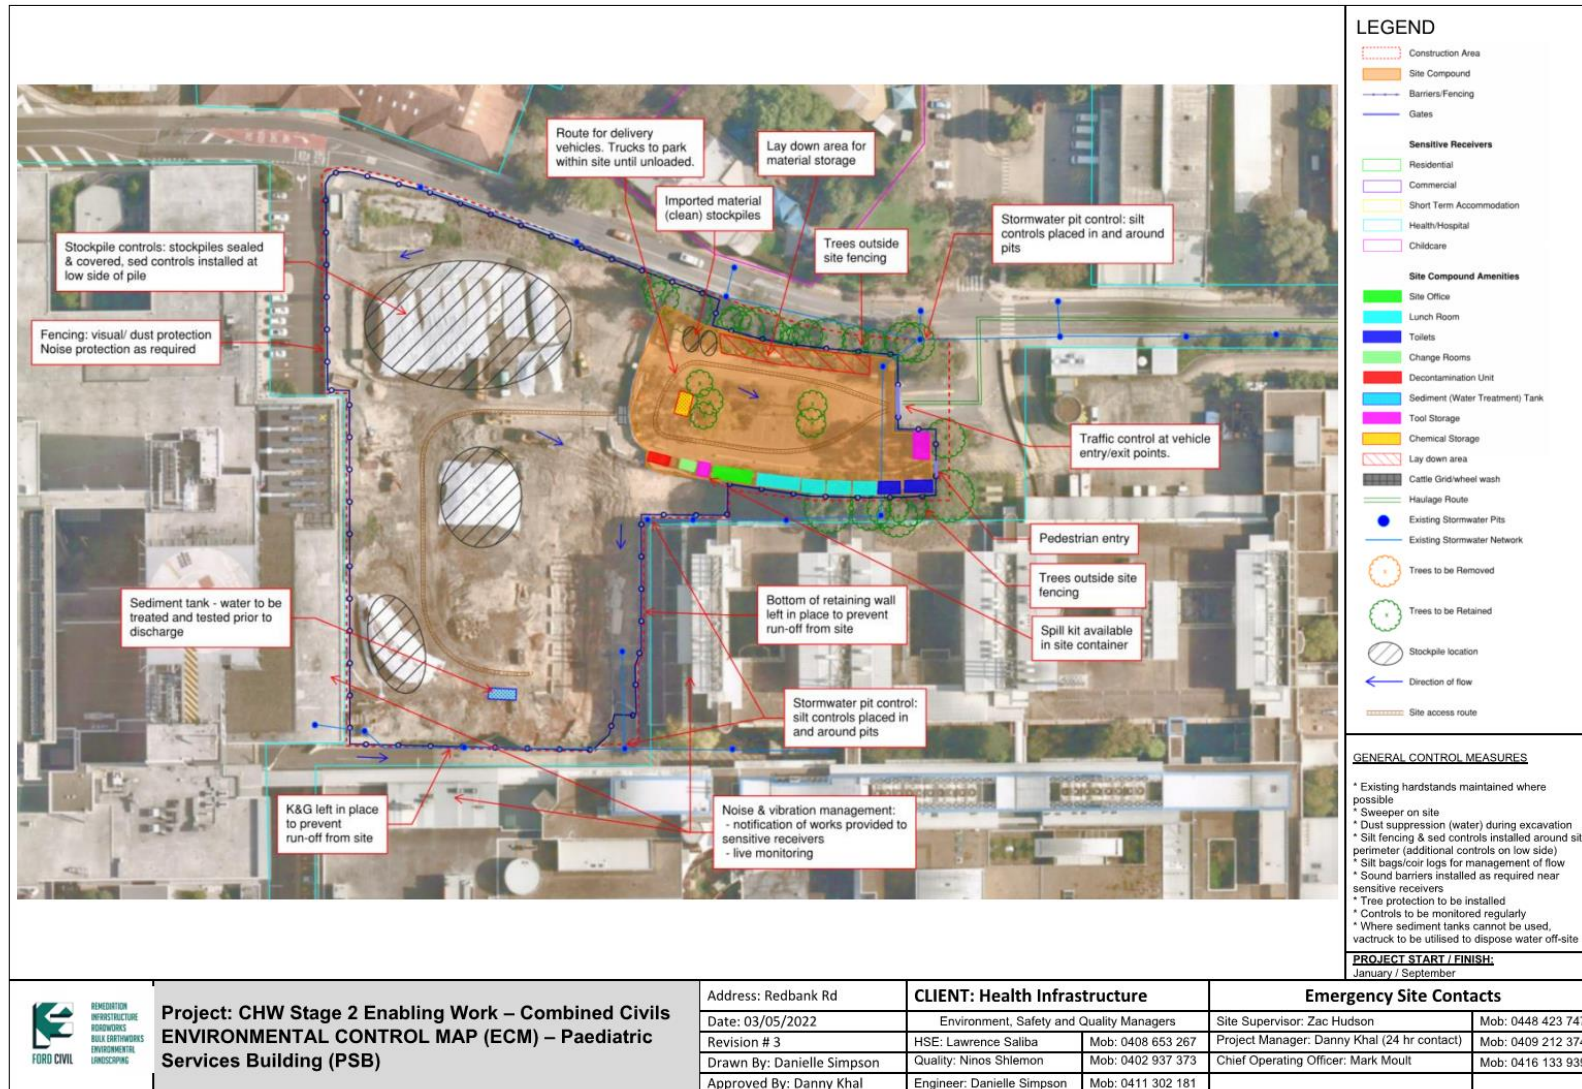 Route for delivery
vehicles. Trucks to park
within site until unloaded.
Lay down area for
material storage
Imported material
(clean) stockpiles
Trees outside
site fencing
Stormwater pit control: silt
controls placed in and around
pits
Stockpile controls: stockpiles sealed
& covered, sed controls installed at
low side of pile
Fencing: visual/ dust protection
Noise protection as required
Traffic control at vehicle
entry/exit points.
Pedestrian entry
Trees outside site
fencing
Spill kit available
in site container
Sediment tank - water to be
treated and tested prior to
discharge
Bottom of retaining wall
left in place to prevent
run-off from site
Stormwater pit control:
silt controls placed in
and around pits
K&G left in place
to prevent
run-off from site
Noise & vibration management:
- notification of works provided to
sensitive receivers
- live monitoring
LEGEND
Construction Area
Site Compound
Barriers/Fencing
Gates
Sensitive Receivers
Residential
Commercial
Short Term Accommodation
Health/Hospital
Childcare
Site Compound Amenities
Site Office
Lunch Room
Toilets
Change Rooms
Decontamination Unit
Sediment (Water Treatment) Tank
Tool Storage
Chemical Storage
Lay down area
Cattle Grid/wheel wash
Haulage Route
Existing Stormwater Pits
Existing Stormwater Network
Trees to be Removed
Trees to be Retained
Stockpile location
Direction of flow
Site access route
GENERAL CONTROL MEASURES
* Existing hardstands maintained where
possible
* Sweeper on site
* Dust suppression (water) during excavation
* Silt fencing & sed controls installed around sit
perimeter (additional controls on low side)
* Silt bags/coir logs for management of flow
* Sound barriers installed as required near
sensitive receivers
* Tree protection to be installed
* Controls to be monitored regularly
* Where sediment tanks cannot be used,
vactruck to be utilised to dispose water off-site
PROJECT START / FINISH:
January / September
FORD CIVIL
REMEDIATION
INFRASTRUCTURE
ROADWORKS
BULK EARTHWORKS
ENVIRONMENTAL
LANDSCAPING
Project: CHW Stage 2 Enabling Work – Combined Civils
ENVIRONMENTAL CONTROL MAP (ECM) – Paediatric
Services Building (PSB)
Address: Redbank Rd
Date: 03/05/2022
Revision # 3
Drawn By: Danielle Simpson
Approved By: Danny Khal
CLIENT: Health Infrastructure
Environment, Safety and Quality Managers
HSE: Lawrence Saliba Mob: 0408 653 267
Quality: Ninos Shlemon Mob: 0402 937 373
Engineer: Danielle Simpson Mob: 0411 302 181
Emergency Site Contacts
Site Supervisor: Zac Hudson Mob: 0448 423 747
Project Manager: Danny Khal (24 hr contact) Mob: 0409 212 374
Chief Operating Officer: Mark Moult Mob: 0416 133 939